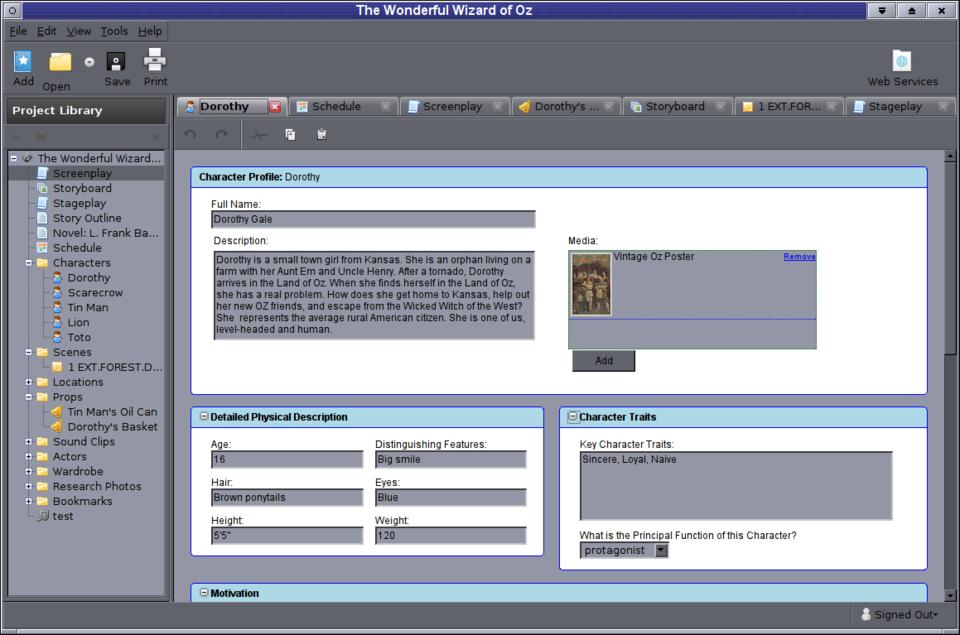 The Wonderful Wizard of Oz
File Edit View Tools Help
Add Open Save Print Web Services
Project Library
Dorothy Schedule Screenplay Dorothy's ... Storyboard 1 EXT.FOR... Stageplay
The Wonderful Wizard...
Screenplay
Storyboard
Stageplay
Story Outline
Novel: L. Frank Ba...
Schedule
Characters
Dorothy
Scarecrow
Tin Man
Lion
Toto
Scenes
1 EXT.FOREST.D...
Locations
Props
Tin Man's Oil Can
Dorothy's Basket
Sound Clips
Actors
Wardrobe
Research Photos
Bookmarks
test
Character Profile: Dorothy
Full Name:
Dorothy Gale
Description:
Dorothy is a small town girl from Kansas. She is an orphan living on a
farm with her Aunt Em and Uncle Henry. After a tornado, Dorothy
arrives in the Land of Oz. When she finds herself in the Land of Oz,
she has a real problem. How does she get home to Kansas, help out
her new OZ friends, and escape from the Wicked Witch of the West?
She represents the average rural American citizen. She is one of us,
level-headed and human.
Media:
Vintage Oz Poster Remove
Add
Detailed Physical Description
Age: Distinguishing Features:
16 Big smile
Hair: Eyes:
Brown ponytails Blue
Height: Weight:
5'5" 120
Character Traits
Key Character Traits:
Sincere, Loyal, Naive
What is the Principal Function of this Character?
protagonist
Motivation
Signed Out